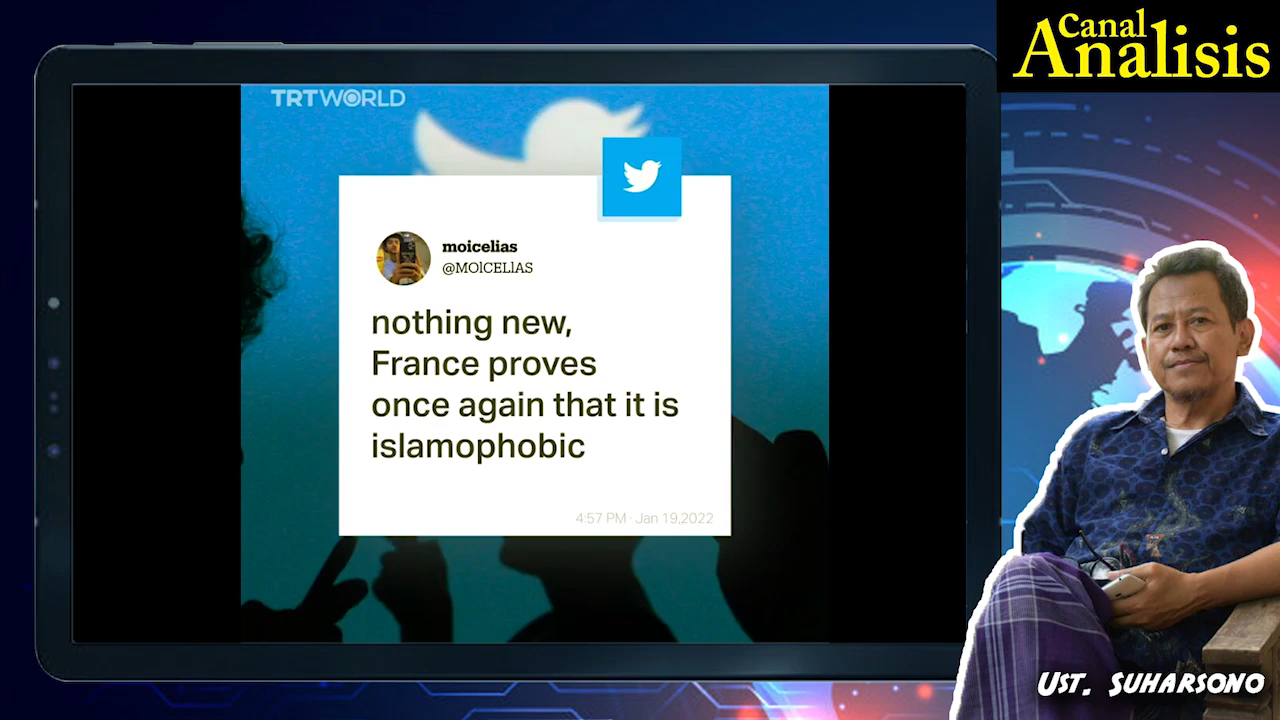 Canal
Analisis
TRTWORLD
moicelias
@MOICELIAS
nothing new,
France proves
once again that it is
islamophobic
4:57 PM · Jan 19,2022
UST. SUHARSONO